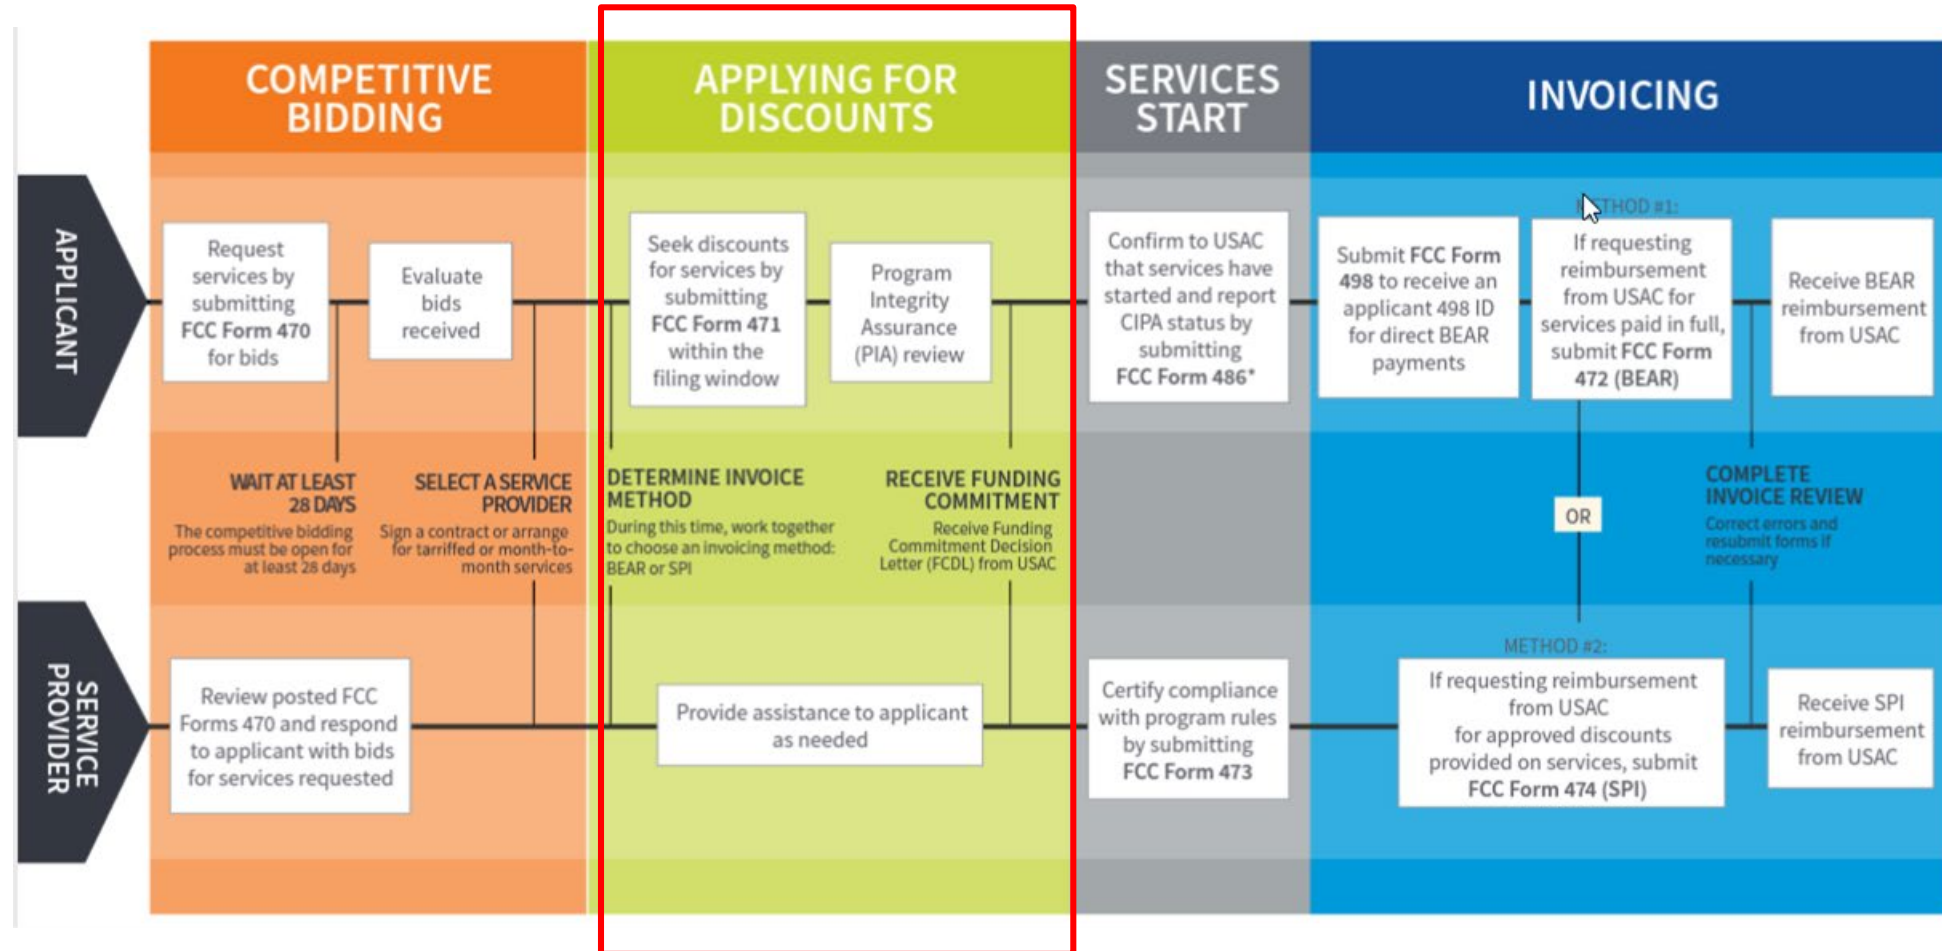 COMPETITIVE
BIDDING
APPLYING FOR
DISCOUNTS
SERVICES
START
INVOICING
APPLICANT
Request
services by
submitting
FCC Form 470
for bids
Evaluate
bids
received
Seek discounts
for services by
submitting
FCC Form 471
within the
filing window
Program
Integrity
Assurance
(PIA) review
Confirm to USAC
that services have
started and report
CIPA status by
submitting
FCC Form 486*
Submit FCC Form
498 to receive an
applicant 498 ID
for direct BEAR
payments
#1:
If requesting
reimbursement
from USAC for
services paid in full,
submit FCC Form
472 (BEAR)
Receive BEAR
reimbursement
from USAC
WAIT AT LEAST
28 DAYS
The competitive bidding
process must be open for
at least 28 days
SELECT A SERVICE
PROVIDER
Sign a contract or arrange
for tarriffed or month-to-
month services
DETERMINE INVOICE
METHOD
During this time, work together
to choose an invoicing method:
BEAR or SPI
RECEIVE FUNDING
COMMITMENT
Receive Funding
Commitment Decision
Letter (FCDL) from USAC
OR
COMPLETE
INVOICE REVIEW
Correct errors and
resubmit forms if
necessary
SERVICE
PROVIDER
Review posted FCC
Forms 470 and respond
to applicant with bids
for services requested
Provide assistance to applicant
as needed
Certify compliance
with program rules
by submitting
FCC Form 473
METHOD #2:
If requesting reimbursement
from USAC
for approved discounts
provided on services, submit
FCC Form 474 (SPI)
Receive SPI
reimbursement
from USAC